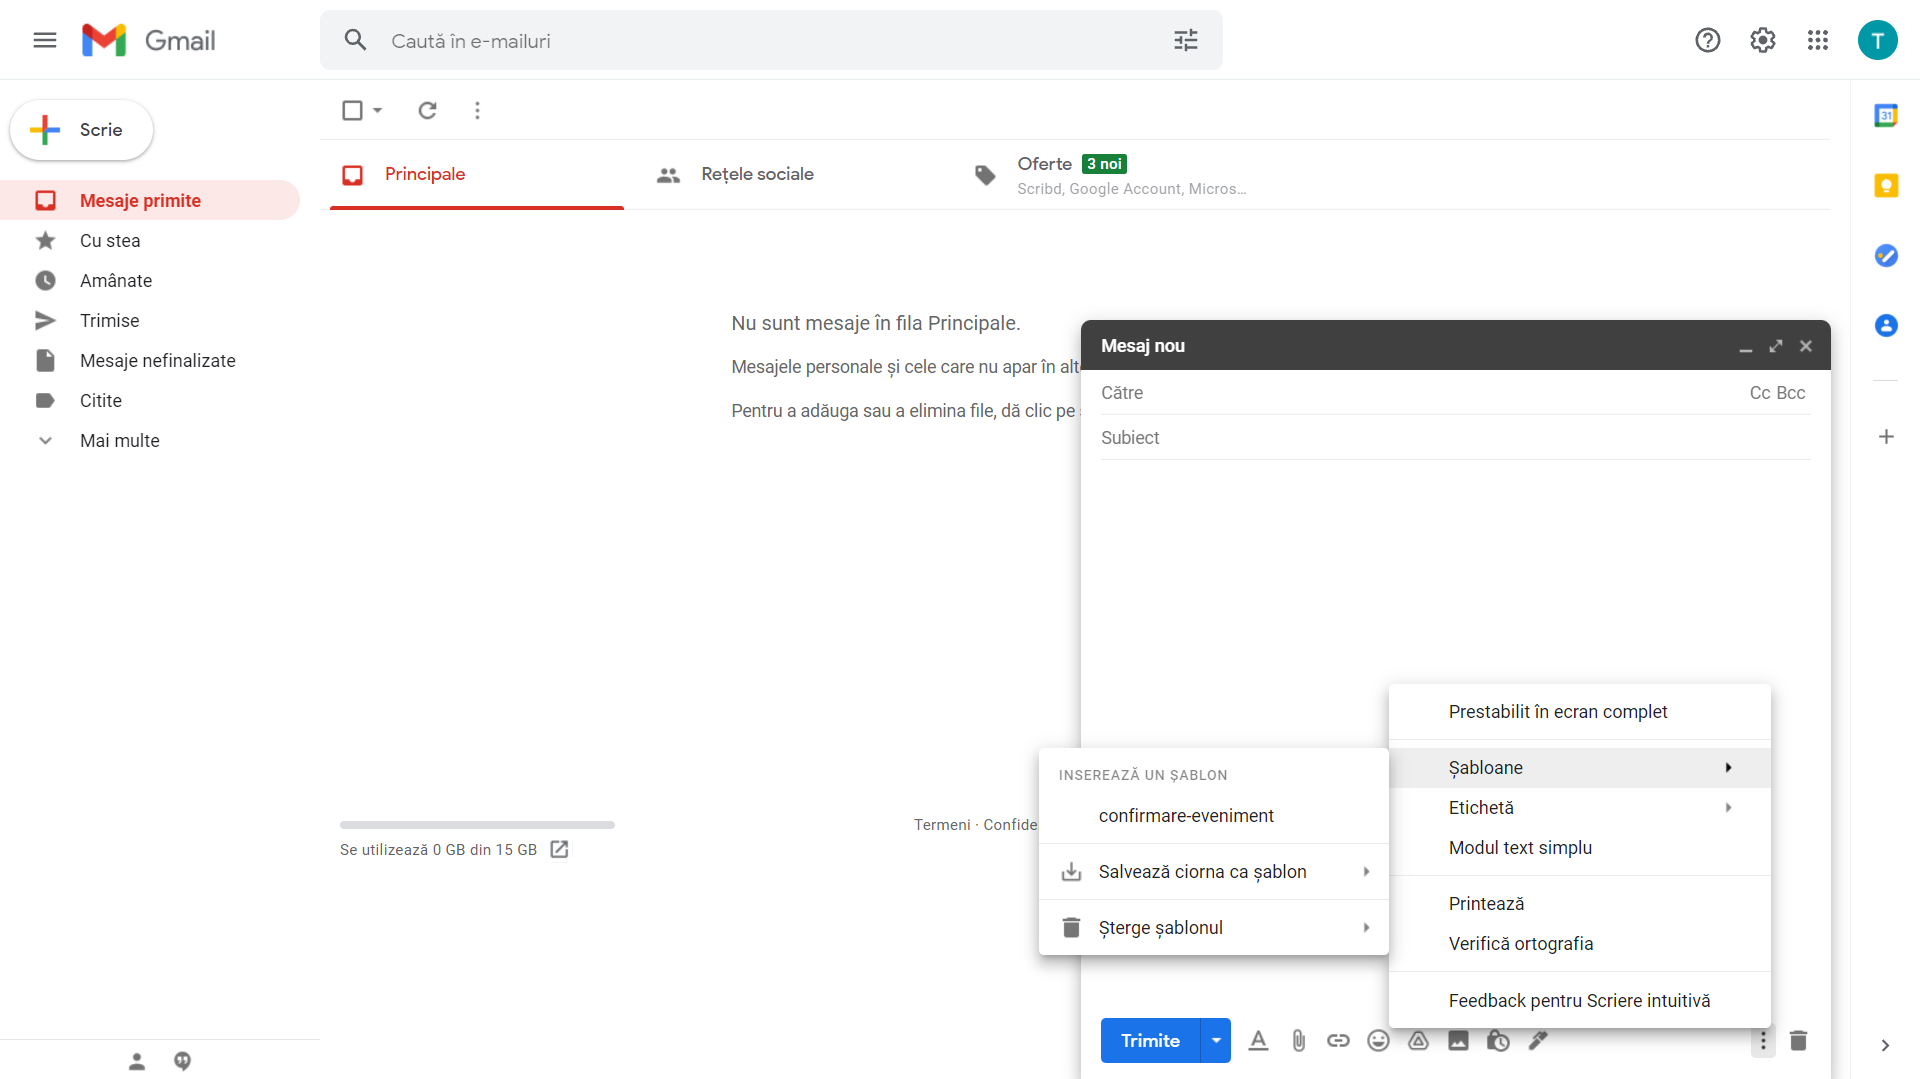 Gmail
Caută în e-mailuri
T
Scrie
Mesaje primite
Cu stea
Amânate
Trimise
Mesaje nefinalizate
Citite
Mai multe
Principale
Rețele sociale
Oferte 3 noi
Scribd, Google Account, Micros...
31
Nu sunt mesaje în fila Principale.
Mesajele personale și cele care nu apar în alt
Pentru a adăuga sau a elimina file, dă clic pe
Mesaj nou
Către
Cc Bcc
Subiect
Prestabilit în ecran complet
Șabloane
Etichetă
Modul text simplu
Printează
Verifică ortografia
Feedback pentru Scriere intuitivă
INSEREAZĂ UN ȘABLON
confirmare-eveniment
Salvează ciorna ca șablon
Șterge șablonul
Termeni · Confide
Se utilizează 0 GB din 15 GB
Trimite